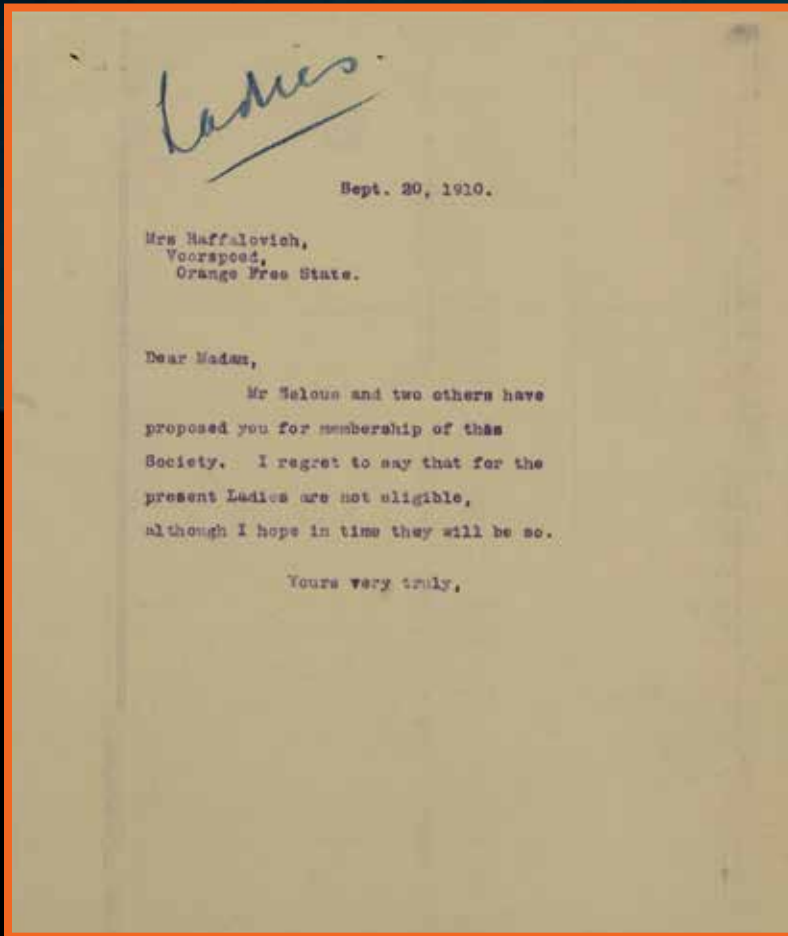 Ladies.
Sept. 20, 1910.
Mrs Raffalovich,
Voorspoed,
Orange Free State.
Dear Madam,
Mr Selous and two others have
proposed you for membership of this
Society. I regret to say that for the
present Ladies are not eligible,
although I hope in time they will be so.
Yours very truly,